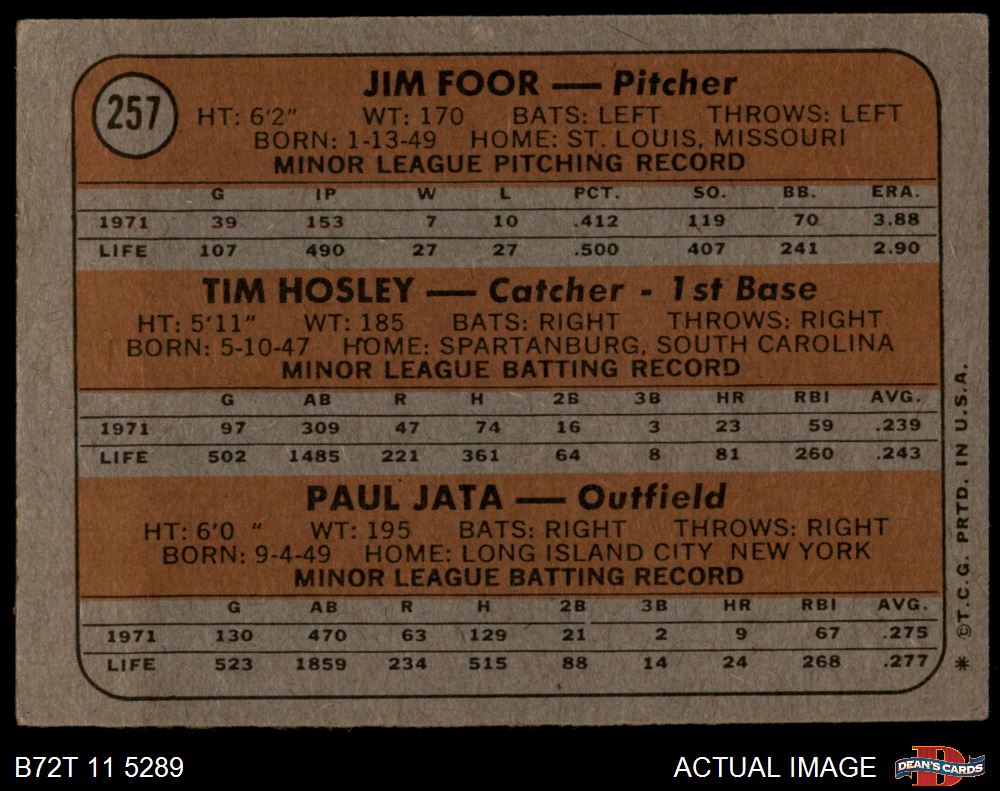 257
JIM FOOR — Pitcher
HT: 6'2" WT: 170 BATS: LEFT THROWS: LEFT
BORN: 1-13-49 HOME: ST. LOUIS, MISSOURI
MINOR LEAGUE PITCHING RECORD
G IP W L PCT. SO. BB. ERA.
1971 39 153 7 10 .412 119 70 3.88
LIFE 107 490 27 27 .500 407 241 2.90
TIM HOSLEY — Catcher - 1st Base
HT: 5'11" WT: 185 BATS: RIGHT THROWS: RIGHT
BORN: 5-10-47 HOME: SPARTANBURG, SOUTH CAROLINA
MINOR LEAGUE BATTING RECORD
G AB R H 2B 3B HR RBI AVG.
1971 97 309 47 74 16 3 23 59 .239
LIFE 502 1485 221 361 64 8 81 260 .243
PAUL JATA — Outfield
HT: 6'0 " WT: 195 BATS: RIGHT THROWS: RIGHT
BORN: 9-4-49 HOME: LONG ISLAND CITY NEW YORK
MINOR LEAGUE BATTING RECORD
G AB R H 2B 3B HR RBI AVG.
1971 130 470 63 129 21 2 9 67 .275
LIFE 523 1859 234 515 88 14 24 268 .277
* ©T.C.G. PRTD. IN U.S.A.
B72T 11 5289
ACTUAL IMAGE
DEAN'S CARDS